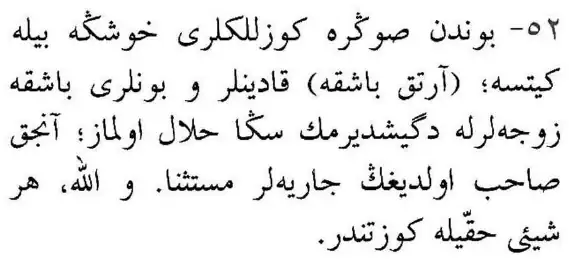 ٥٢- بوندن صوڭره كوزللكلری خوشڭه بیله
كیتسه؛ (آرتق باشقه) قادینلر و بونلری باشقه
زوجه‌لرله دگیشدیرمك سڭا حلال اولماز؛ آنجق
صاحب اولدیغڭ جاریه‌لر مستثنا. و اللّٰه، هر
شیئی حقّیله كوزتندر.